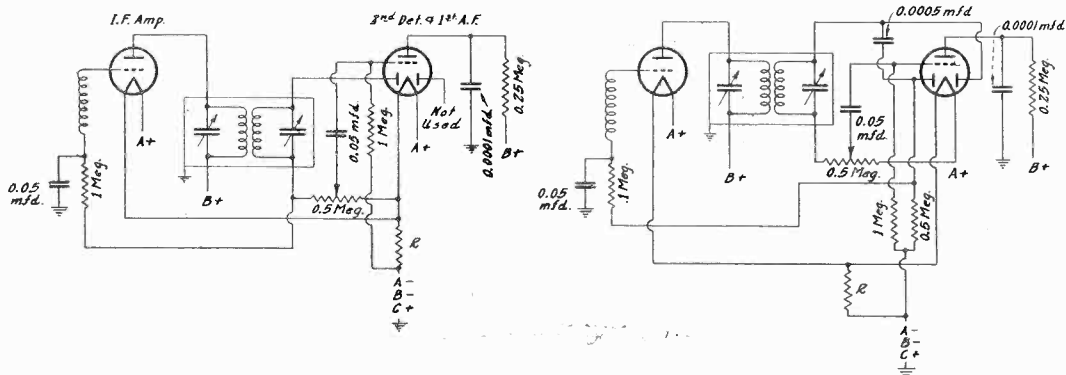 I.F. Amp.
2nd Det. & 1st. A.F.
A+
B+
0.05 mfd.
1 Meg.
0.05 mfd.
1 Meg.
Not Used
A+
0.0001 mfd
0.25 Meg.
B+
0.5 Meg.
R
A -
B -
C +
0.0005 mfd
0.0001 mfd
A+
B+
0.05
mfd.
.1 Meg.
0.05
mfd.
0.5 Meg.
A+
0.25 Meg.
B+
1 Meg.
0.5 Meg.
R
A -
B -
C +